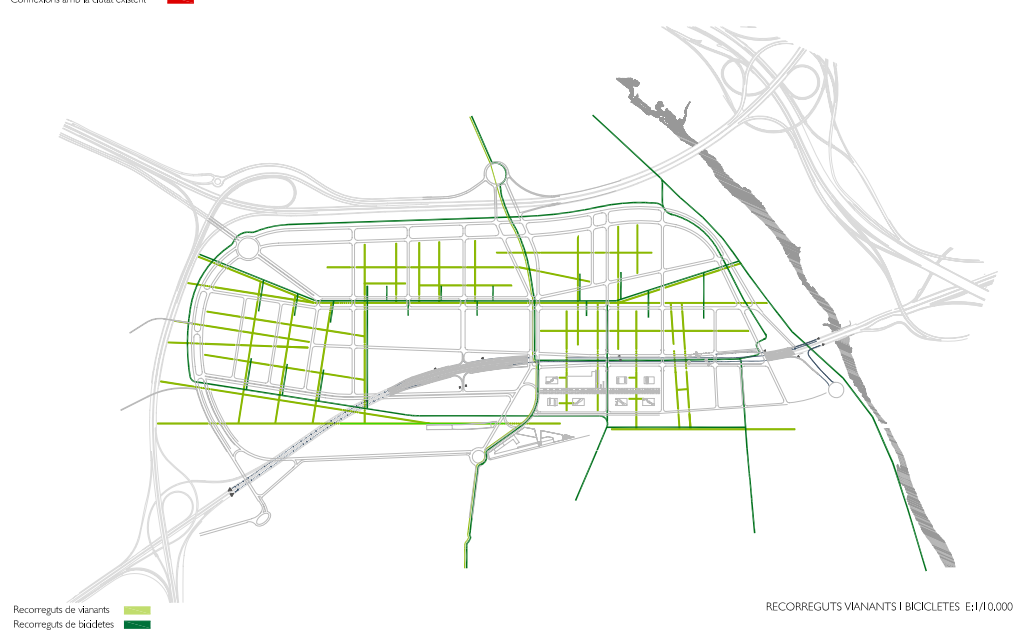 Connexions amb la ciutat existent
Recorreguts de vianants
Recorreguts de bicicletes
RECORREGUTS VIANANTS I BICICLETES E:1/10.000